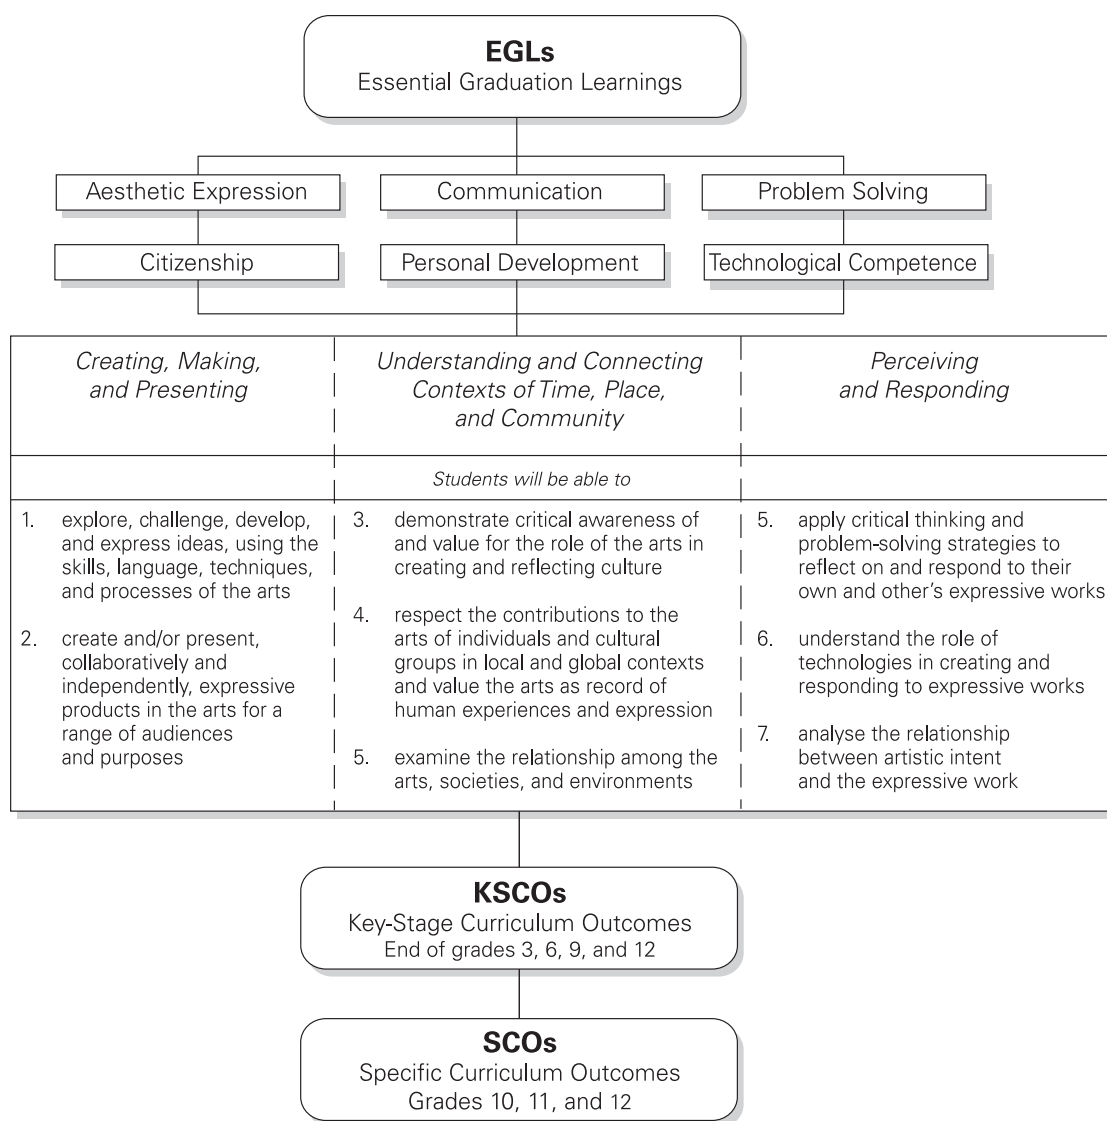 EGLs
Essential Graduation Learnings
Aesthetic Expression
Communication
Problem Solving
Citizenship
Personal Development
Technological Competence
Creating, Making,
and Presenting
Understanding and Connecting
Contexts of Time, Place,
and Community
Perceiving
and Responding
Students will be able to
1. explore, challenge, develop,
and express ideas, using the
skills, language, techniques,
and processes of the arts
2. create and/or present,
collaboratively and
independently, expressive
products in the arts for a
range of audiences
and purposes
3. demonstrate critical awareness of
and value for the role of the arts in
creating and reflecting culture
4. respect the contributions to the
arts of individuals and cultural
groups in local and global contexts
and value the arts as record of
human experiences and expression
5. examine the relationship among the
arts, societies, and environments
5. apply critical thinking and
problem-solving strategies to
reflect on and respond to their
own and other's expressive works
6. understand the role of
technologies in creating and
responding to expressive works
7. analyse the relationship
between artistic intent
and the expressive work
KSCOs
Key-Stage Curriculum Outcomes
End of grades 3, 6, 9, and 12
SCOs
Specific Curriculum Outcomes
Grades 10, 11, and 12